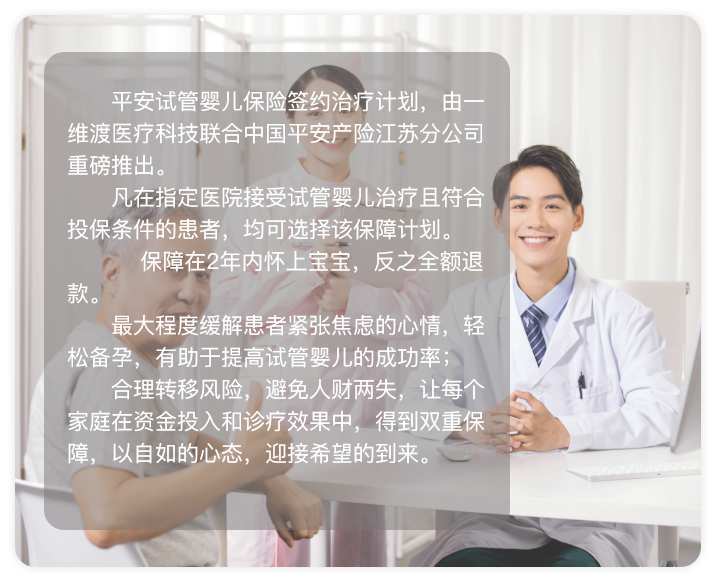 平安试管婴儿保险签约治疗计划，由一
维渡医疗科技联合中国平安产险江苏分公司
重磅推出。
凡在指定医院接受试管婴儿治疗且符合
投保条件的患者，均可选择该保障计划。
保障在2年内怀上宝宝，反之全额退
款。
最大程度缓解患者紧张焦虑的心情，轻
松备孕，有助于提高试管婴儿的成功率；
合理转移风险，避免人财两失，让每个
家庭在资金投入和诊疗效果中，得到双重保
障，以自如的心态，迎接希望的到来。